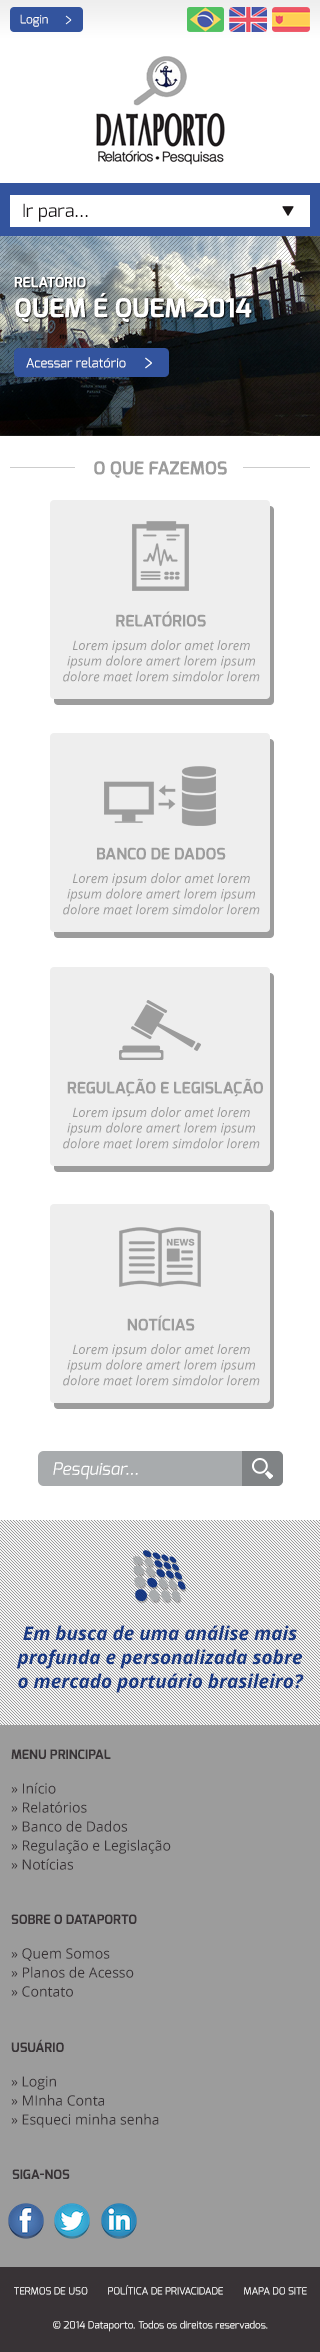 Login
DATAPORTO
Relatórios • Pesquisas
Ir para...
RELATÓRIO
QUEM É QUEM 2014
Acessar relatório
O QUE FAZEMOS
RELATÓRIOS
Lorem ipsum dolor amet lorem
ipsum dolore amert lorem ipsum
dolore maet lorem simdolor lorem
BANCO DE DADOS
Lorem ipsum dolor amet lorem
ipsum dolore amert lorem ipsum
dolore maet lorem simdolor lorem
REGULAÇÃO E LEGISLAÇÃO
Lorem ipsum dolor amet lorem
ipsum dolore amert lorem ipsum
dolore maet lorem simdolor lorem
NEWS
NOTÍCIAS
Lorem ipsum dolor amet lorem
ipsum dolore amert lorem ipsum
dolore maet lorem simdolor lorem
Pesquisar...
Em busca de uma análise mais
profunda e personalizada sobre
o mercado portuário brasileiro?
MENU PRINCIPAL
» Início
» Relatórios
» Banco de Dados
» Regulação e Legislação
» Notícias
SOBRE O DATAPORTO
» Quem Somos
» Planos de Acesso
» Contato
USUÁRIO
» Login
» MInha Conta
» Esqueci minha senha
SIGA-NOS
f in
TERMOS DE USO POLÍTICA DE PRIVACIDADE MAPA DO SITE
© 2014 Dataporto. Todos os direitos reservados.